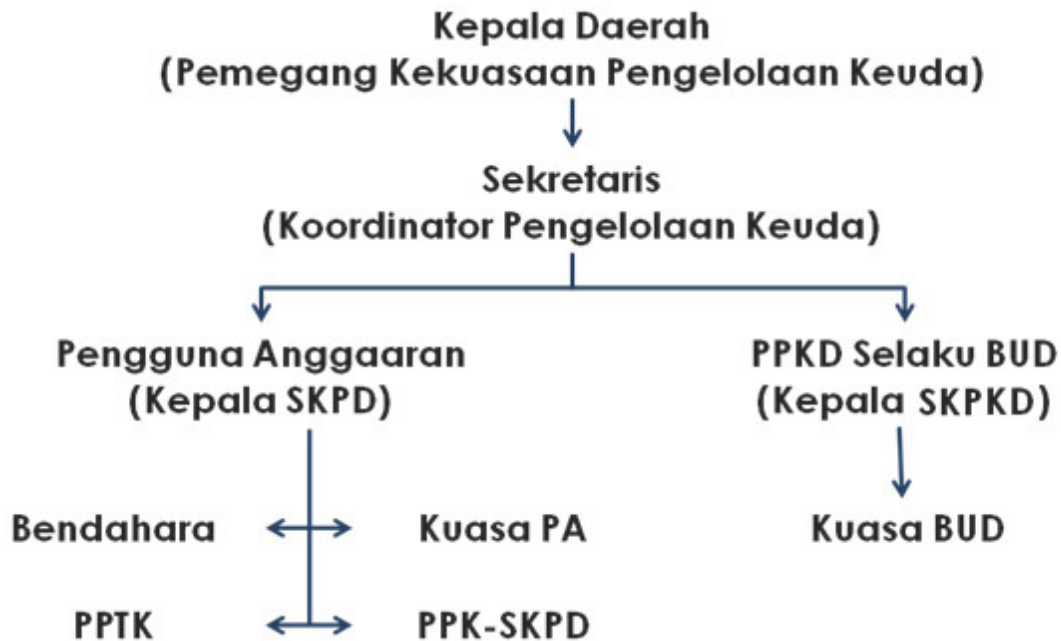 Kepala Daerah
(Pemegang Kekuasaan Pengelolaan Keuda)
Sekretaris
(Koordinator Pengelolaan Keuda)
Pengguna Anggaaran
(Kepala SKPD)
PPKD Selaku BUD
(Kepala SKPKD)
Bendahara
Kuasa PA
Kuasa BUD
PPTK
PPK-SKPD